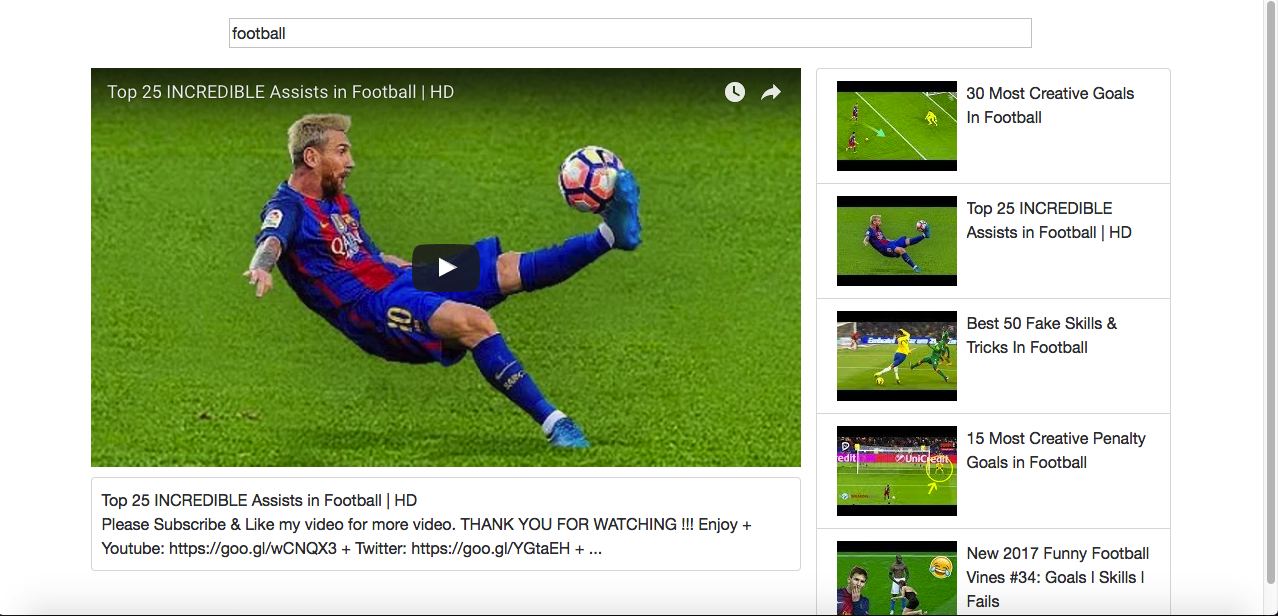 football
Top 25 INCREDIBLE Assists in Football | HD
10
30 Most Creative Goals
In Football
Top 25 INCREDIBLE
Assists in Football | HD
Best 50 Fake Skills &
Tricks In Football
UniCredit
15 Most Creative Penalty
Goals in Football
New 2017 Funny Football
Vines #34: Goals l Skills l
Fails
Top 25 INCREDIBLE Assists in Football | HD
Please Subscribe & Like my video for more video. THANK YOU FOR WATCHING !!! Enjoy +
Youtube: https://goo.gl/wCNQX3 + Twitter: https://goo.gl/YGtaEH + ...